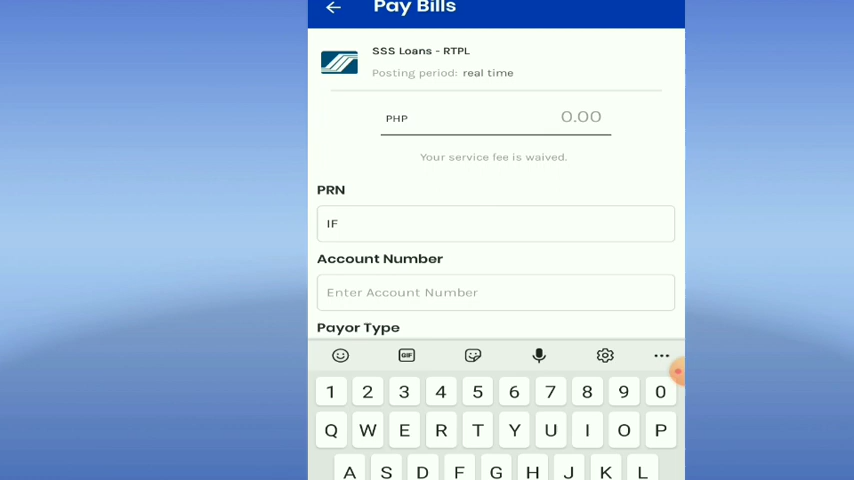 Pay Bills
SSS Loans - RTPL
Posting period: real time
PHP 0.00
Your service fee is waived.
PRN
IF
Account Number
Enter Account Number
Payor Type
GIF
1 2 3 4 5 6 7 8 9 0
Q W E R T Y U I O P
A S D F G H J K L